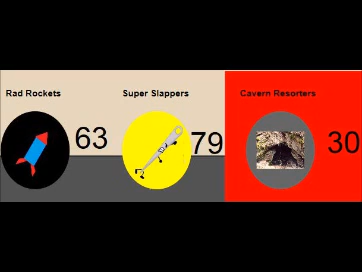 Rad Rockets
63
Super Slappers
79
Cavern Resorters
30